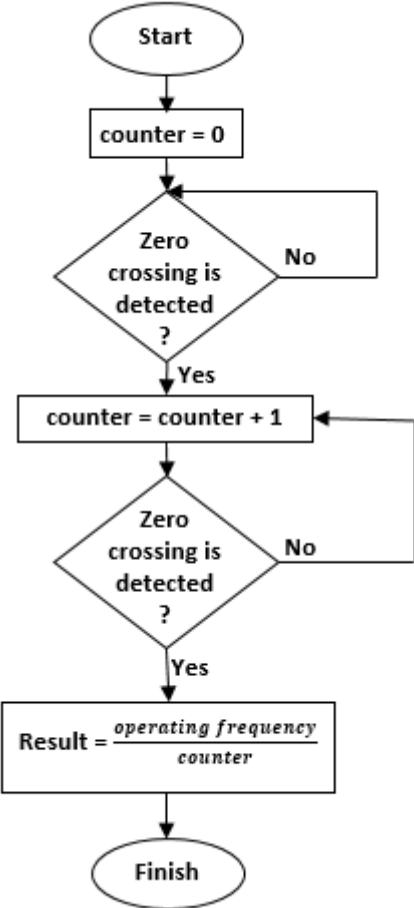 Start
counter = 0
Zero
crossing is
detected
?
No
Yes
counter = counter + 1
Zero
crossing is
detected
?
No
Yes
Result = operating frequency
counter
Finish